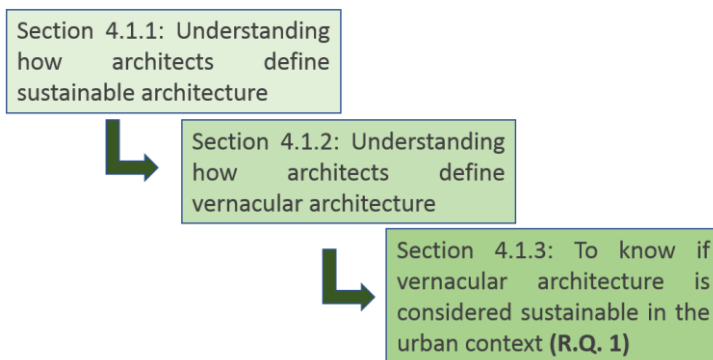 Section 4.1.1: Understanding
how architects define
sustainable architecture
Section 4.1.2: Understanding
how architects define
vernacular architecture
Section 4.1.3: To know if
vernacular architecture is
considered sustainable in the
urban context (R.Q. 1)